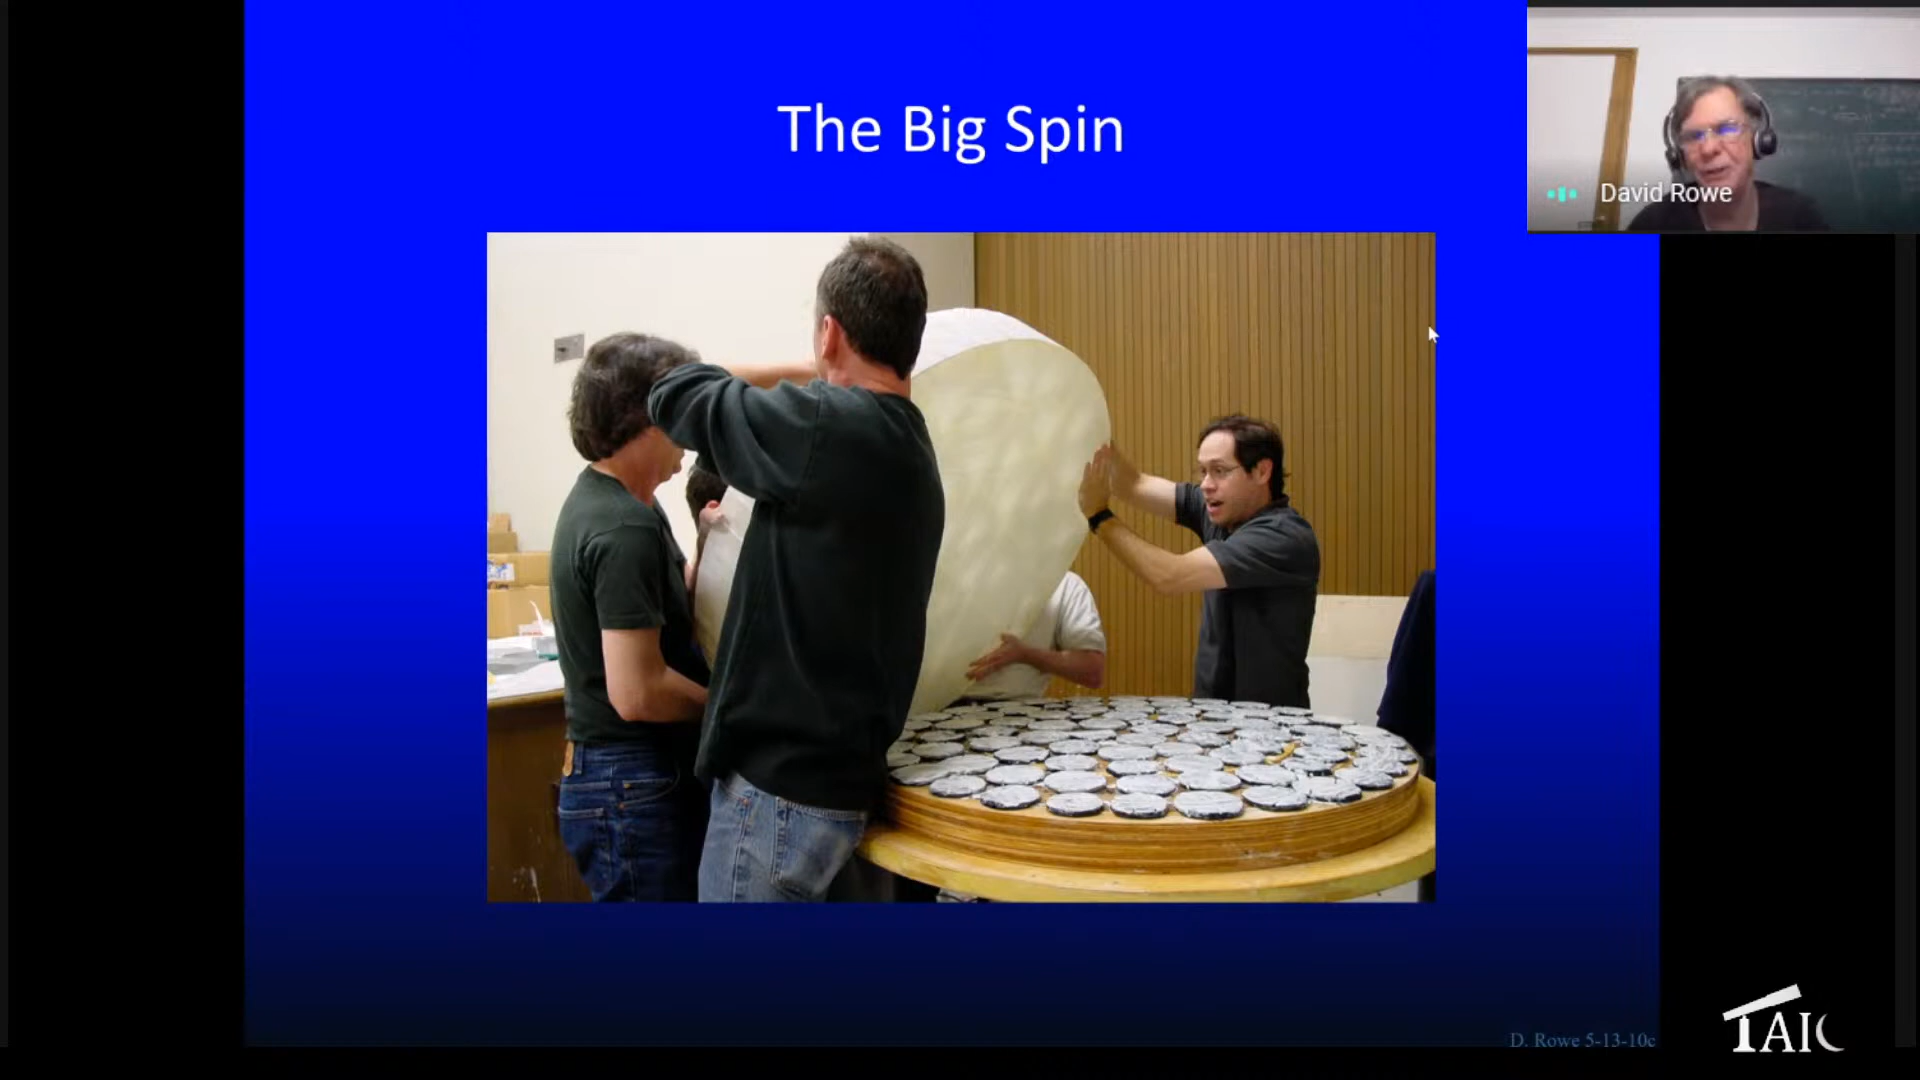 The Big Spin
David Rowe
D. Rowe 5-13-10c
TAIC